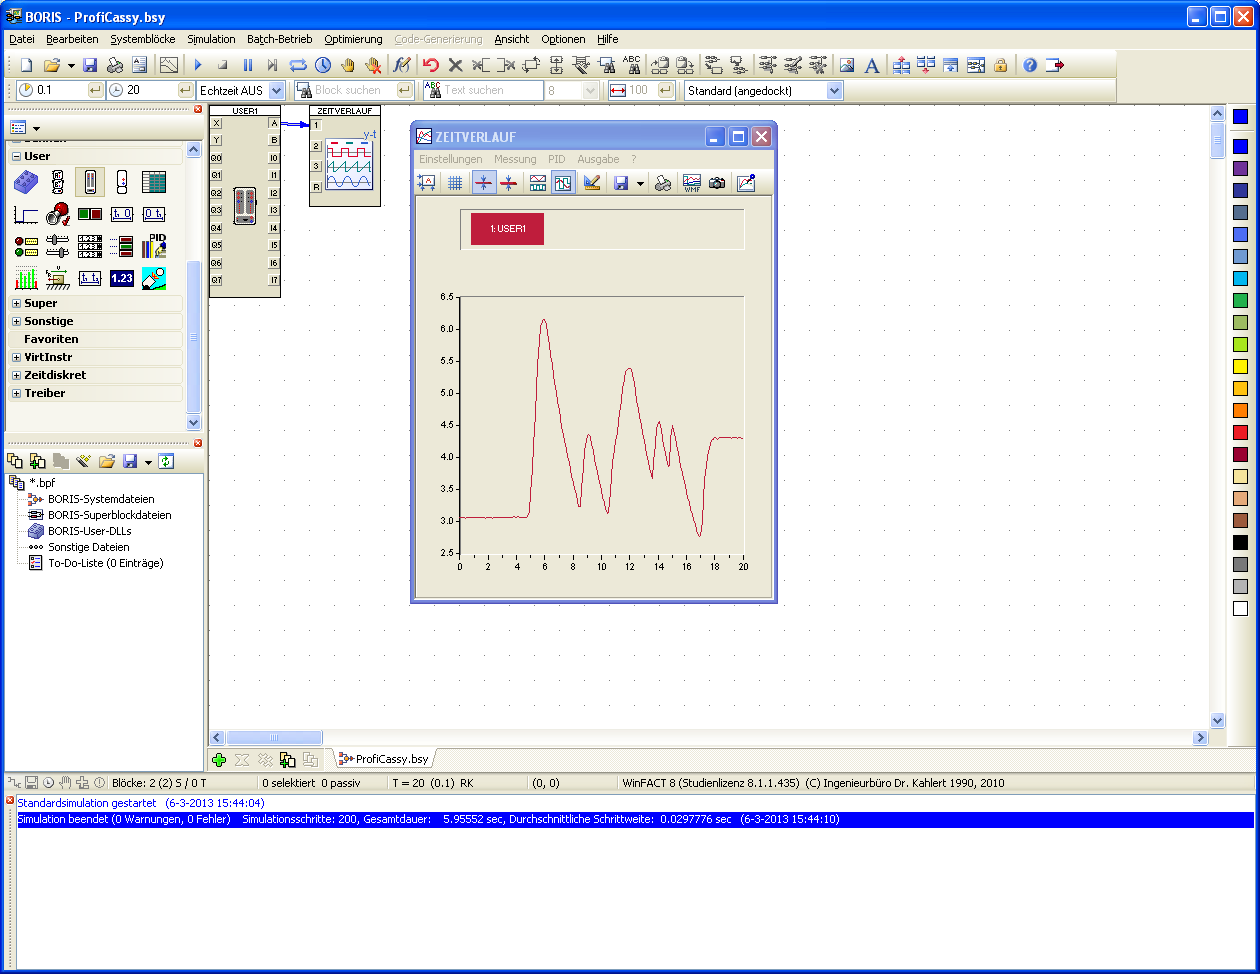 BORIS - ProfiCassy.bsy
Datei Bearbeiten Systemblöcke Simulation Batch-Betrieb Optimierung Code-Generierung Ansicht Optionen Hilfe
0.1 20 Echtzeit AUS Block suchen Text suchen 8 100 Standard (angedockt)
User
Super
Sonstige
Favoriten
VirtInstr
Zeitdiskret
Treiber
*.bpf
BORIS-Systemdateien
BORIS-Superblockdateien
BORIS-User-DLLs
Sonstige Dateien
To-Do-Liste (0 Einträge)
USER1
X A
Y B
Q0 I0
Q1 I1
Q2 I2
Q3 I3
Q4 I4
Q5 I5
Q6 I6
Q7 I7
ZEITVERLAUF
1
y-t
2
3
R
ZEITVERLAUF
Einstellungen Messung PID Ausgabe ?
WMF
1:USER1
6.5
6.0
5.5
5.0
4.5
4.0
3.5
3.0
2.5
0 2 4 6 8 10 12 14 16 18 20
ProfiCassy.bsy
Blöcke: 2 (2) S / 0 T 0 selektiert 0 passiv T = 20 (0.1) RK (0, 0) WinFACT 8 (Studienlizenz 8.1.1.435) (C) Ingenieurbüro Dr. Kahlert 1990, 2010
Standardsimulation gestartet (6-3-2013 15:44:04)
Simulation beendet (0 Warnungen, 0 Fehler) Simulationsschritte: 200, Gesamtdauer: 5.95552 sec, Durchschnittliche Schrittweite: 0.0297776 sec (6-3-2013 15:44:10)